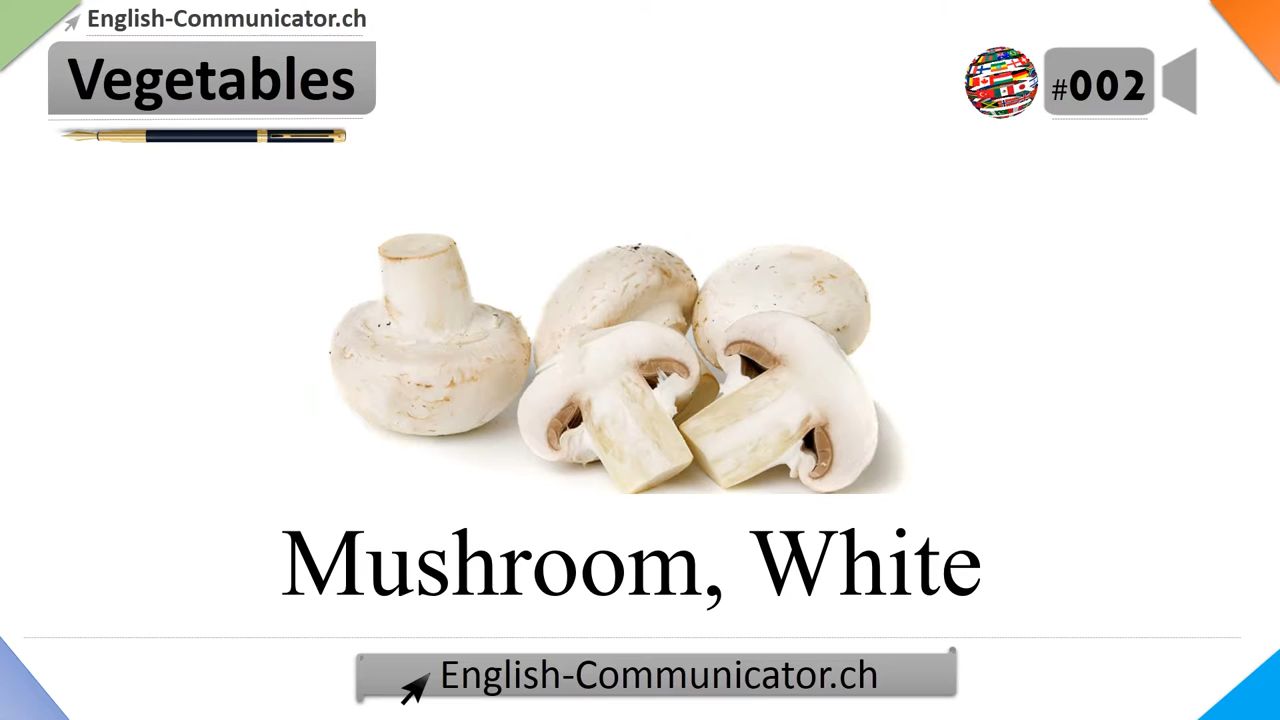 English-Communicator.ch
Vegetables
#002
Mushroom, White
English-Communicator.ch